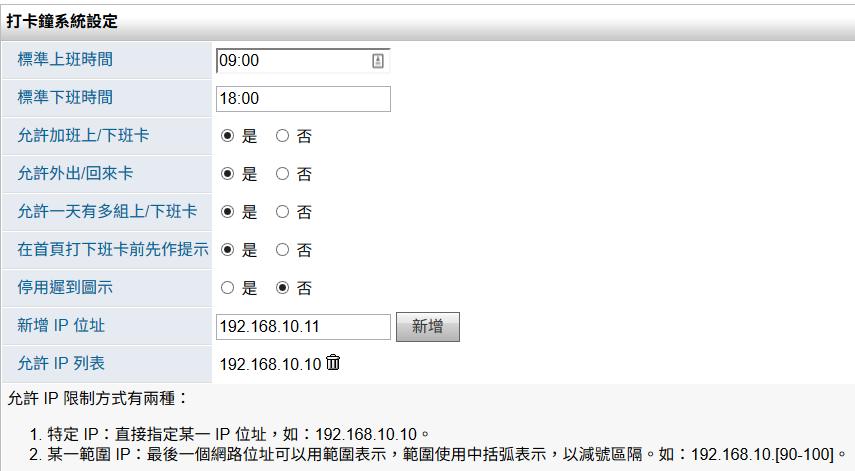 打卡鐘系統設定
標準上班時間 09:00
標準下班時間 18:00
允許加班上/下班卡 是 否
允許外出/回來卡 是 否
允許一天有多組上/下班卡 是 否
在首頁打下班卡前先作提示 是 否
停用遲到圖示 是 否
新增 IP 位址 192.168.10.11 新增
允許 IP 列表 192.168.10.10
允許 IP 限制方式有兩種：
1. 特定 IP：直接指定某一 IP 位址，如：192.168.10.10。
2. 某一範圍 IP：最後一個網路位址可以用範圍表示，範圍使用中括弧表示，以減號區隔。如：192.168.10.[90-100]。